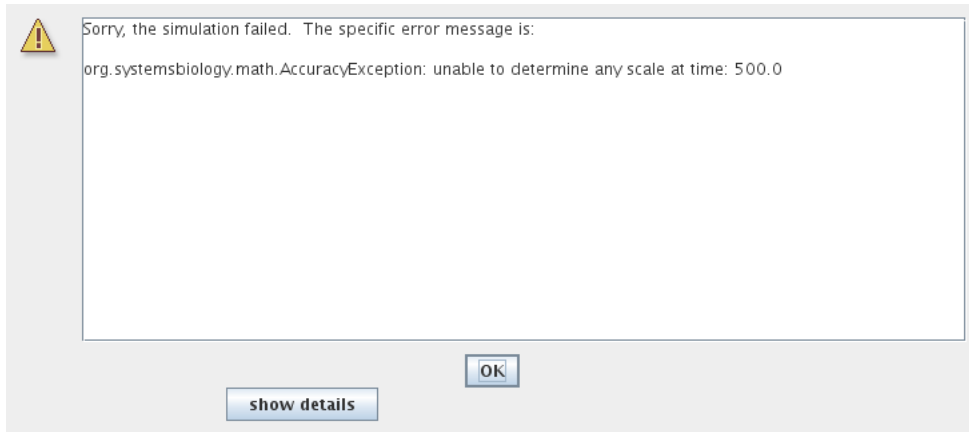 Sorry, the simulation failed.  The specific error message is:
org.systemsbiology.math.AccuracyException: unable to determine any scale at time: 500.0
OK
show details